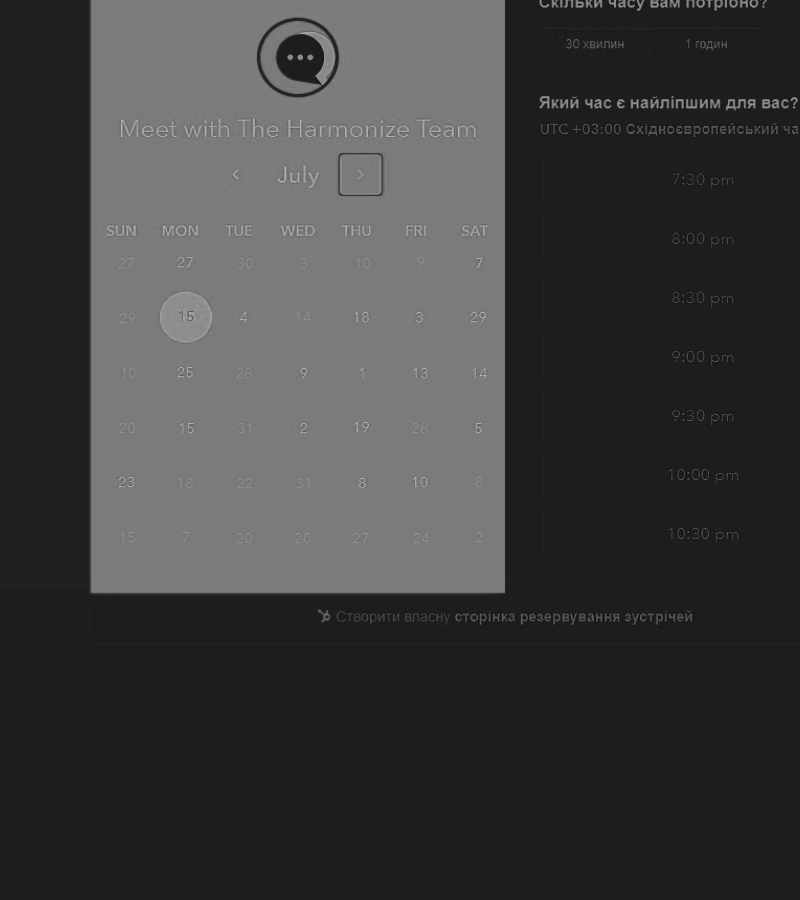 Meet with The Harmonize Team
July
SUN MON TUE WED THU FRI SAT
27 27 30 3 10 9 7
29 15 4 14 18 3 29
10 25 28 9 1 13 14
20 15 31 2 19 28 5
23 18 22 31 8 10 8
15 7 20 20 27 24 2
Скільки часу вам потрібно?
30 хвилин 1 годин
Який час є найліпшим для вас?
UTC +03:00 Східноєвропейський ча
7:30 pm
8:00 pm
8:30 pm
9:00 pm
9:30 pm
10:00 pm
10:30 pm
Створити власну сторінка резервування зустрічей